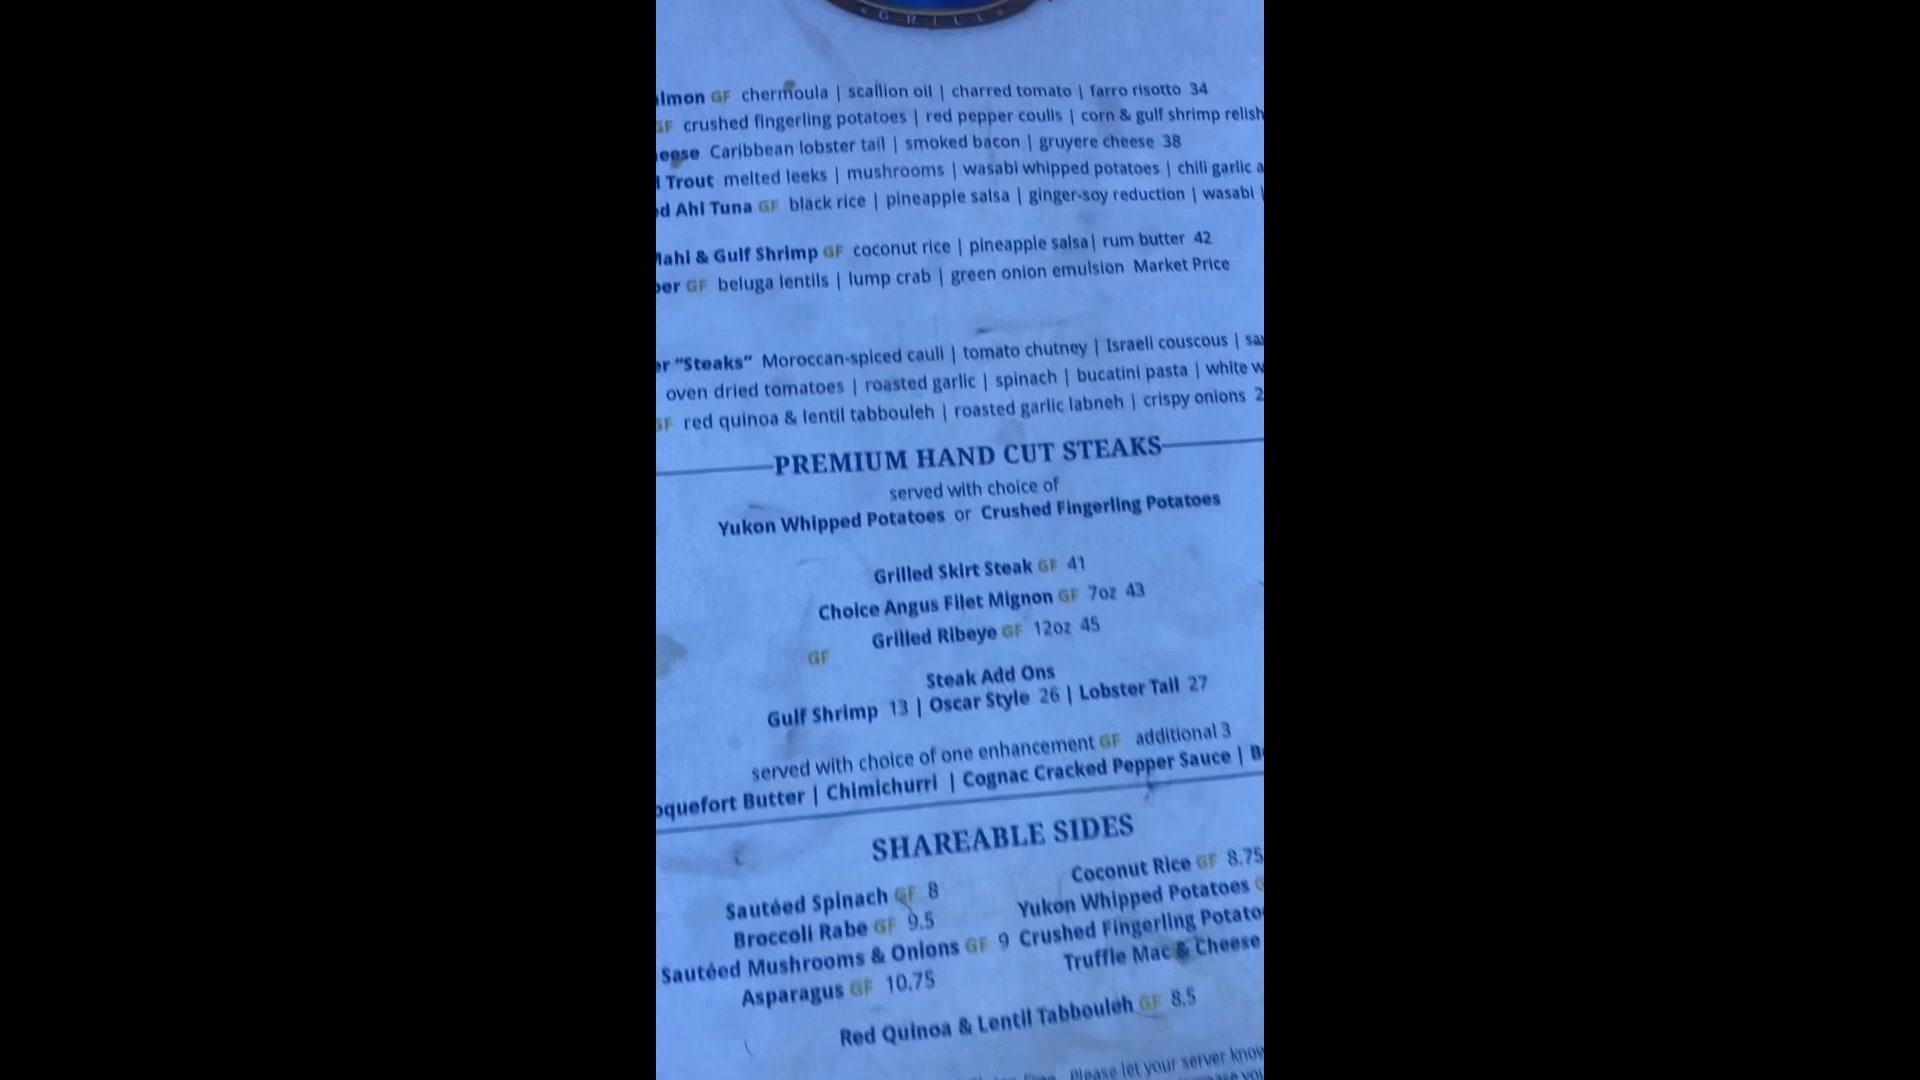 GRILL
lmon GF chermoula | scallion oil | charred tomato | farro risotto 34
GF crushed fingerling potatoes | red pepper coulis | corn & gulf shrimp relish
eese Caribbean lobster tail | smoked bacon | gruyere cheese 38
Trout melted leeks | mushrooms | wasabi whipped potatoes | chili garlic a
d Ahi Tuna GF black rice | pineapple salsa | ginger-soy reduction | wasabi |
Mahi & Gulf Shrimp GF coconut rice | pineapple salsa| rum butter 42
per GF beluga lentils | lump crab | green onion emulsion Market Price
er "Steaks" Moroccan-spiced cauli | tomato chutney | Israeli couscous |
oven dried tomatoes | roasted garlic | spinach | bucatini pasta | white w
GF red quinoa & lentil tabbouleh | roasted garlic labneh | crispy onions 2
PREMIUM HAND CUT STEAKS
served with choice of
Yukon Whipped Potatoes or Crushed Fingerling Potatoes
Grilled Skirt Steak GF 41
Choice Angus Filet Mignon GF 7oz 43
Grilled Ribeye GF 12oz 45
GF
Steak Add Ons
Gulf Shrimp 13 | Oscar Style 26 | Lobster Tail 27
served with choice of one enhancement GF additional 3
oquefort Butter | Chimichurri | Cognac Cracked Pepper Sauce | B
SHAREABLE SIDES
Sautéed Spinach GF 8
Broccoli Rabe GF 9.5
Sautéed Mushrooms & Onions GF 9
Asparagus GF 10.75
Coconut Rice GF 8.75
Yukon Whipped Potatoes
Crushed Fingerling Potato
Truffle Mac & Cheese
Red Quinoa & Lentil Tabbouleh GF 8.5
Please let your server know